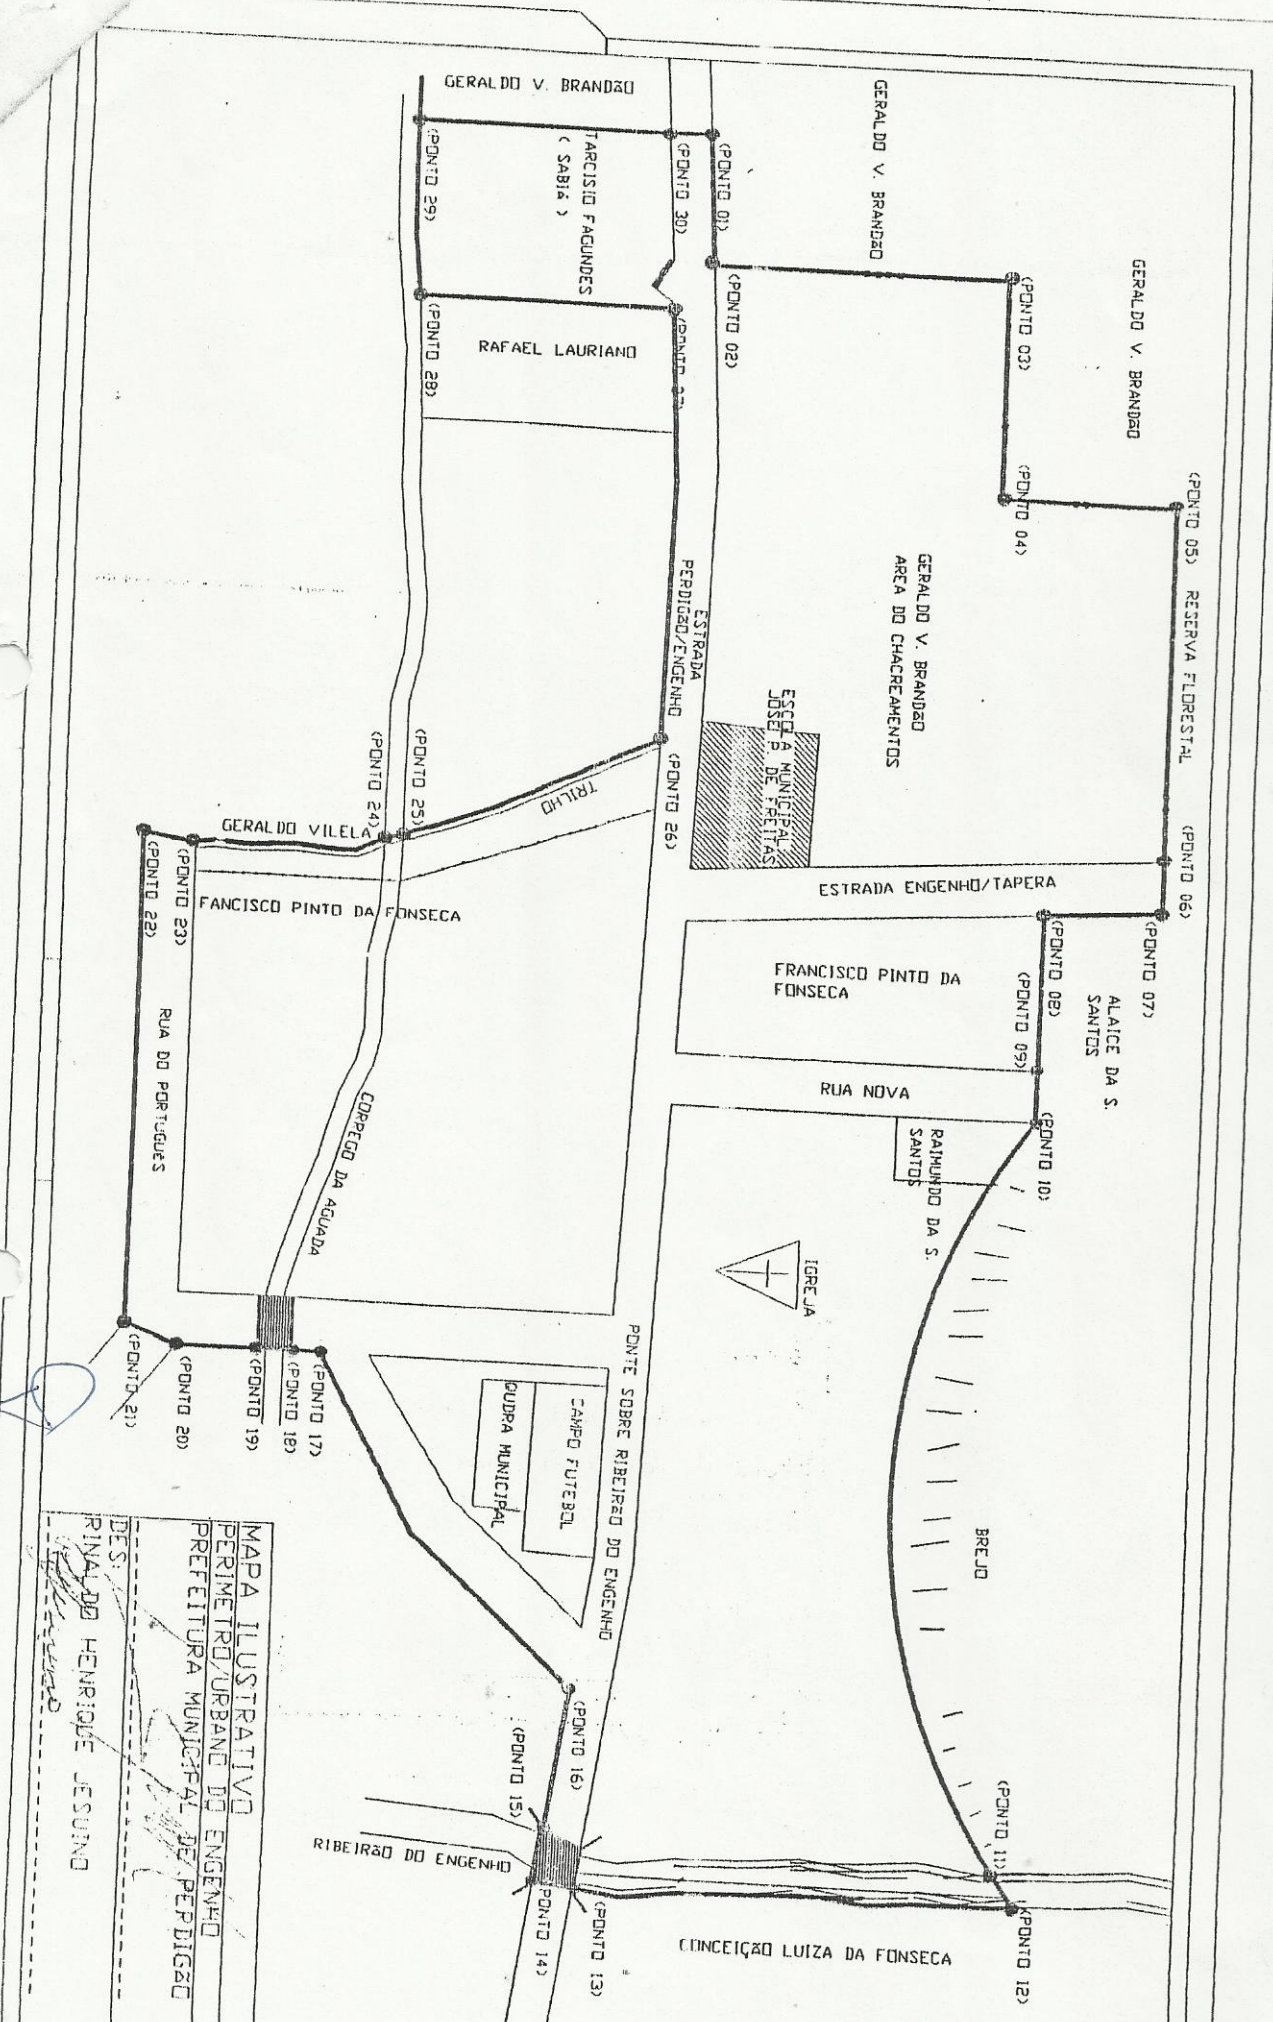 GERALDO V. BRANDãO
GERALDO V. BRANDãO
GERALDO V. BRANDãO
(PONTO 29)
TARCISIO FAGUNDES
( SABIá )
(PONTO 30)
(PONTO 01)
(PONTO 02)
(PONTO 03)
(PONTO 04)
(PONTO 05)
RESERVA FLORESTAL
(PONTO 28)
RAFAEL LAURIANO
(PONTO 27)
GERALDO V. BRANDãO
AREA DO CHACREAMENTOS
ESTRADA
PERDIGãO/ENGENHO
ESCOLA MUNICIPAL
JOSE P. DE FREITAS
(PONTO 06)
(PONTO 24)
(PONTO 25)
TRILHO
(PONTO 26)
GERALDO VILELA
(PONTO 22)
(PONTO 23)
ESTRADA ENGENHO/TAPERA
FANCISCO PINTO DA FONSECA
(PONTO 07)
(PONTO 08)
(PONTO 09)
FRANCISCO PINTO DA
FONSECA
ALAICE DA S.
SANTOS
RUA DO PORTUGUêS
CORREGO DA AGUADA
RUA NOVA
(PONTO 10)
RAIMUNDO DA S.
SANTOS
IGREJA
(PONTO 21)
(PONTO 20)
(PONTO 19)
(PONTO 18)
(PONTO 17)
QUDRA MUNICIPAL
CAMPO FUTEBOL
PONTE SOBRE RIBEIRãO DO ENGENHO
BREJO
(PONTO 16)
(PONTO 15)
(PONTO 11)
RIBEIRãO DO ENGENHO
(PONTO 14)
(PONTO 13)
(PONTO 12)
CONCEIÇãO LUIZA DA FONSECA
MAPA ILUSTRATIVO
PERIMETRO/URBANO DO ENGENHO
PREFEITURA MUNICIPAL DE PERDIGãO
DES:
RINALDO HENRIQUE JESUINO